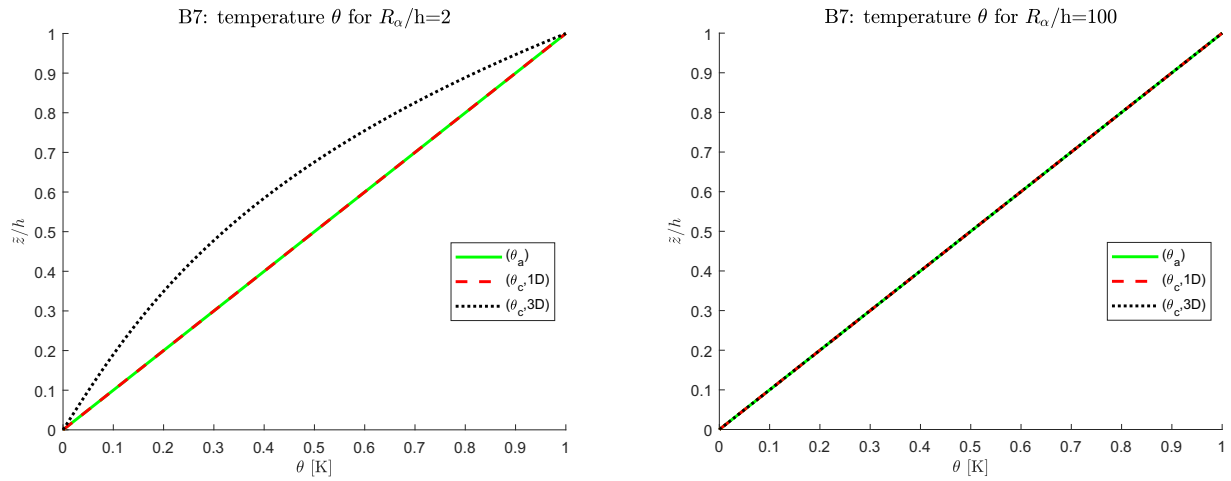 B7: temperature θ for R_α/h=2
1
0.9
0.8
0.7
0.6
0.5
0.4
0.3
0.2
0.1
0
z̃/h
0 0.1 0.2 0.3 0.4 0.5 0.6 0.7 0.8 0.9 1
θ [K]
(θ_a)
(θ_c,1D)
(θ_c,3D)
B7: temperature θ for R_α/h=100
1
0.9
0.8
0.7
0.6
0.5
0.4
0.3
0.2
0.1
0
z̃/h
0 0.1 0.2 0.3 0.4 0.5 0.6 0.7 0.8 0.9 1
θ [K]
(θ_a)
(θ_c,1D)
(θ_c,3D)